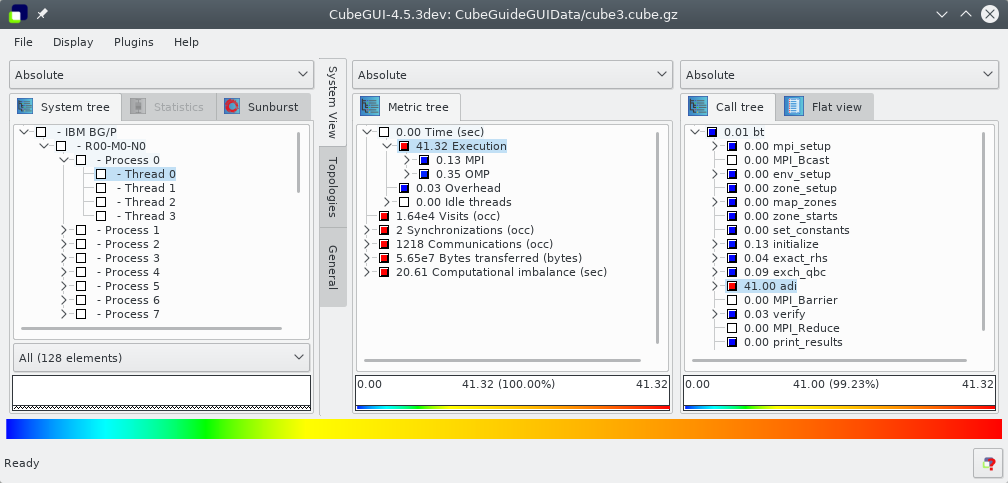 CubeGUI-4.5.3dev: CubeGuideGUIData/cube3.cube.gz
File Display Plugins Help
Absolute
System tree Statistics Sunburst
- IBM BG/P
- R00-M0-N0
- Process 0
- Thread 0
- Thread 1
- Thread 2
- Thread 3
- Process 1
- Process 2
- Process 3
- Process 4
- Process 5
- Process 6
- Process 7
All (128 elements)
System View
Topologies
General
Absolute
Metric tree
0.00 Time (sec)
41.32 Execution
0.13 MPI
0.35 OMP
0.03 Overhead
0.00 Idle threads
1.64e4 Visits (occ)
2 Synchronizations (occ)
1218 Communications (occ)
5.65e7 Bytes transferred (bytes)
20.61 Computational imbalance (sec)
0.00 41.32 (100.00%) 41.32
Absolute
Call tree Flat view
0.01 bt
0.00 mpi_setup
0.00 MPI_Bcast
0.00 env_setup
0.00 zone_setup
0.00 map_zones
0.00 zone_starts
0.00 set_constants
0.13 initialize
0.04 exact_rhs
0.09 exch_qbc
41.00 adi
0.00 MPI_Barrier
0.03 verify
0.00 MPI_Reduce
0.00 print_results
0.00 41.00 (99.23%) 41.32
Ready